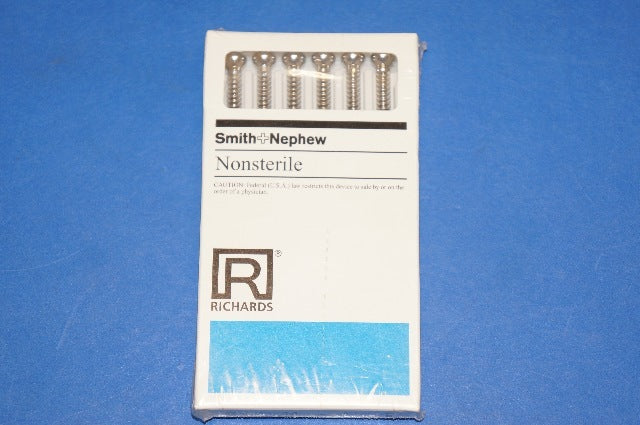 Smith+Nephew
Nonsterile
CAUTION: Federal (U.S.A.) law restricts this device to sale by or on the
order of a physician.
R®
RICHARDS